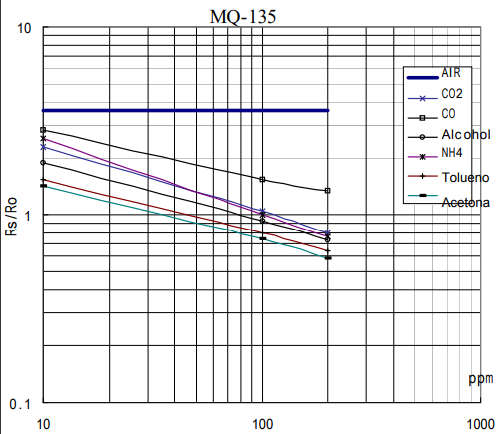 MQ-135
10
AIR
CO2
CO
Alcohol
NH4
Tolueno
Acetona
Rs/Ro
1
ppm
0.1
10
100
1000